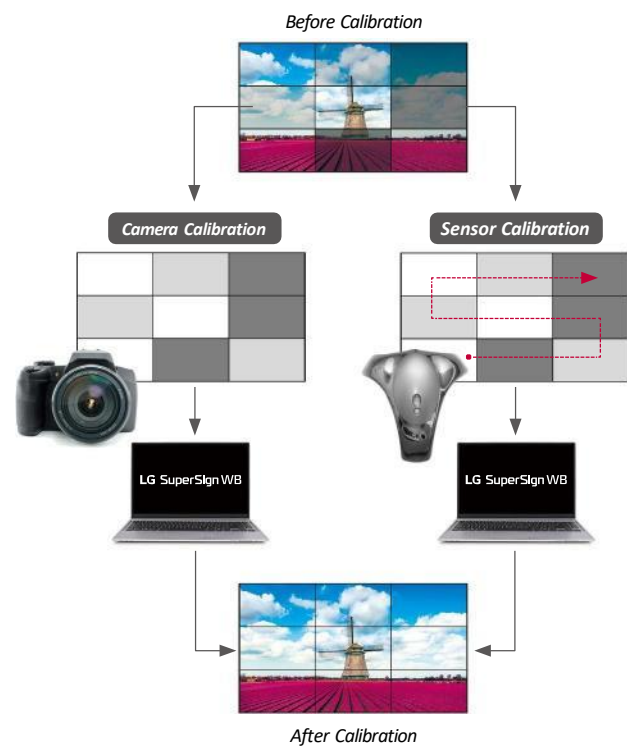 Before Calibration
Camera Calibration
Sensor Calibration
LG SuperSign WB
LG SuperSign WB
After Calibration